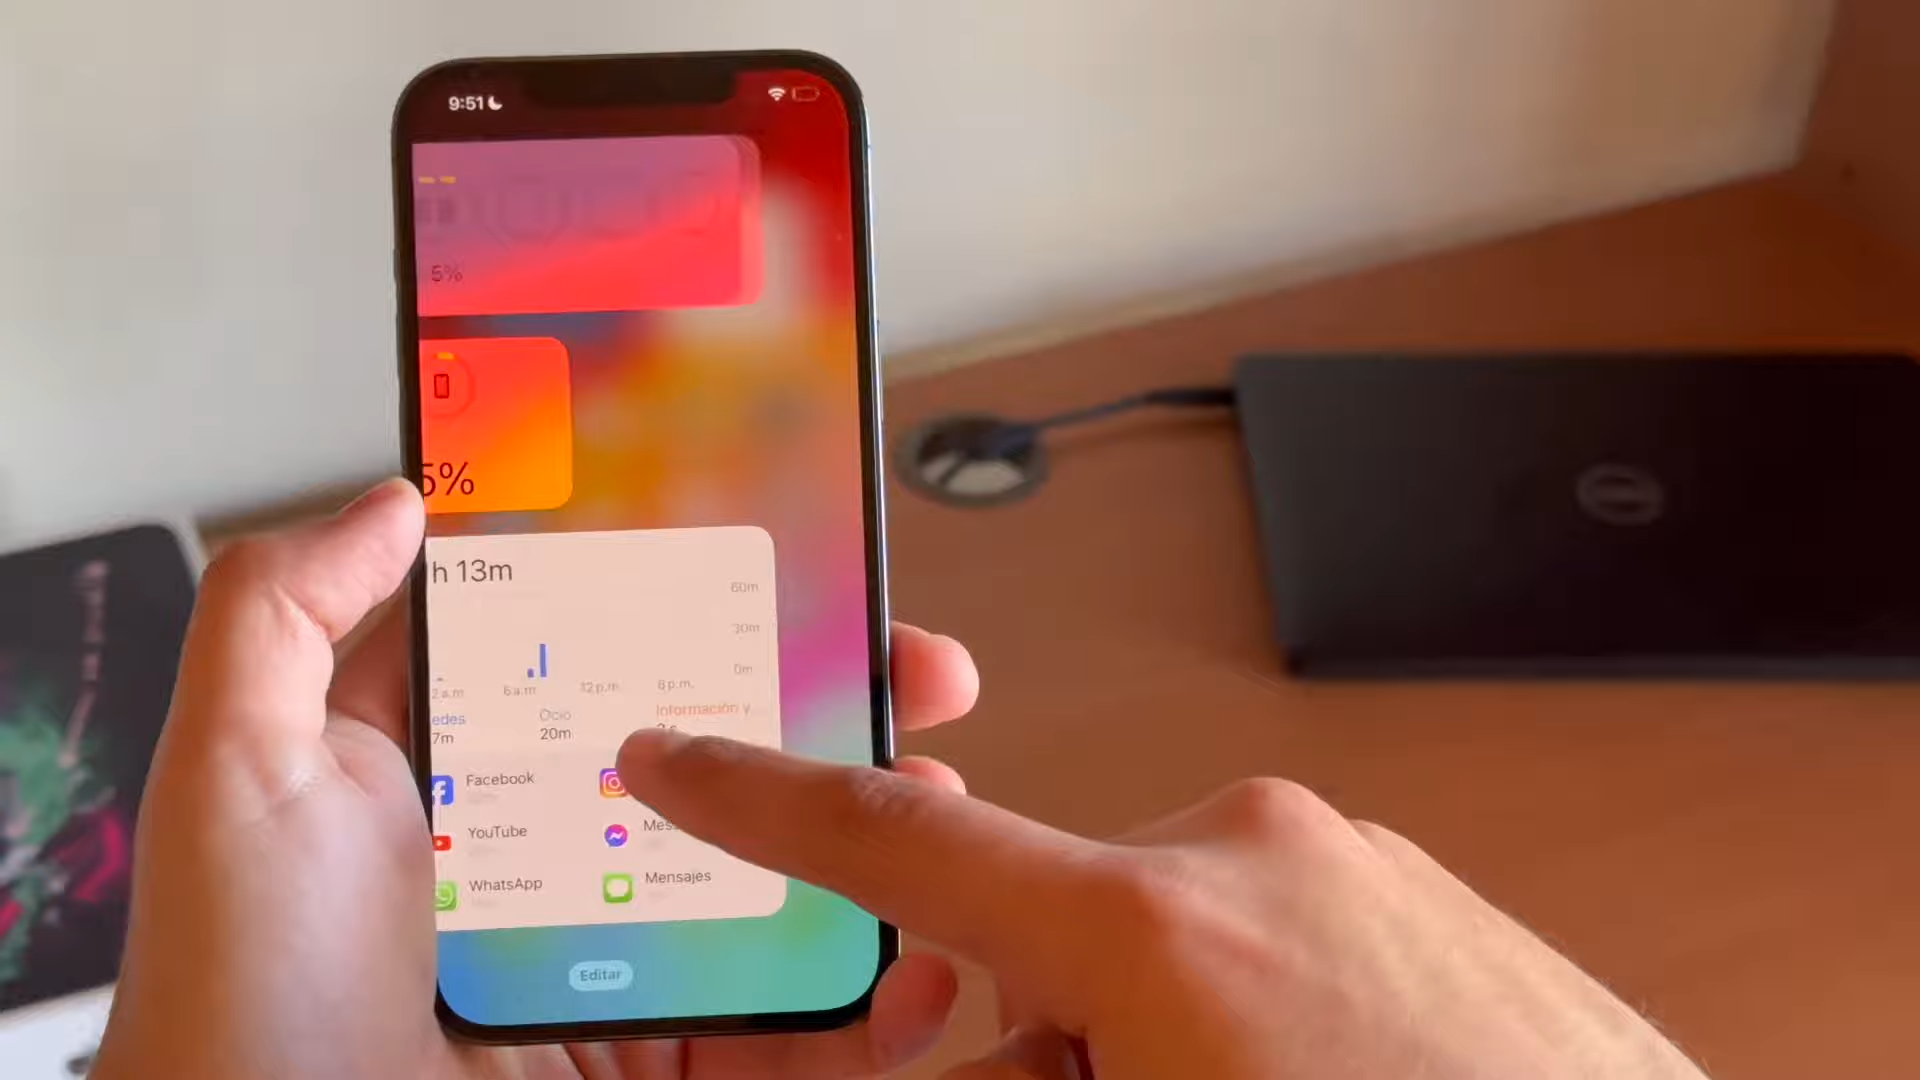 9:51
5%
5%
h 13m
60m
30m
0m
2 a.m
6 a.m
12 p.m.
6 p.m.
edes
Ocio
Información y...
7m
20m
Facebook
YouTube
Mess
WhatsApp
Mensajes
Editar